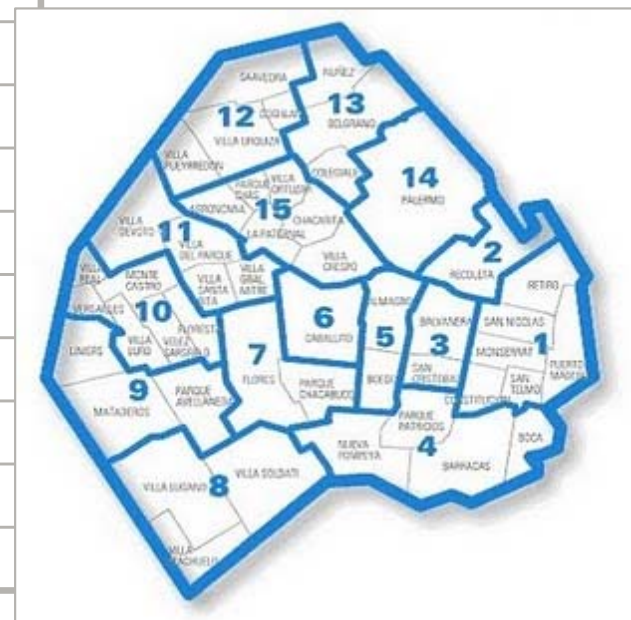 SAAVEDRA
NUÑEZ
12
COGHLAN
13
BELGRANO
VILLA URQUIZA
VILLA
PUEYRREDON
COLEGIALES
14
PALERMO
PARQUE
CHAS
VILLA
ORTUZAR
AGRONOMIA
15
CHACARITA
LA PATERNAL
VILLA
DEVOTO
11
VILLA
DEL PARQUE
VILLA
CRESPO
2
RECOLETA
VILLA
REAL
MONTE
CASTRO
VILLA
SANTA
RITA
VILLA
GRAL
MITRE
RETIRO
VERSALLES
10
6
CABALLITO
ALMAGRO
5
BALVANERA
3
SAN NICOLAS
1
MONSERRAT
FLORESTA
VILLA
LURO
VELEZ
SARSFIELD
LINIERS
7
FLORES
PUERTO
MADERO
SAN
CRISTOBAL
SAN
TELMO
9
MATADEROS
PARQUE
AVELLANEDA
PARQUE
CHACABUCO
BOEDO
CONSTITUCION
PARQUE
PATRICIOS
4
NUEVA
POMPEYA
BARRACAS
BOCA
VILLA LUGANO
8
VILLA SOLDATI
VILLA
RIACHUELO